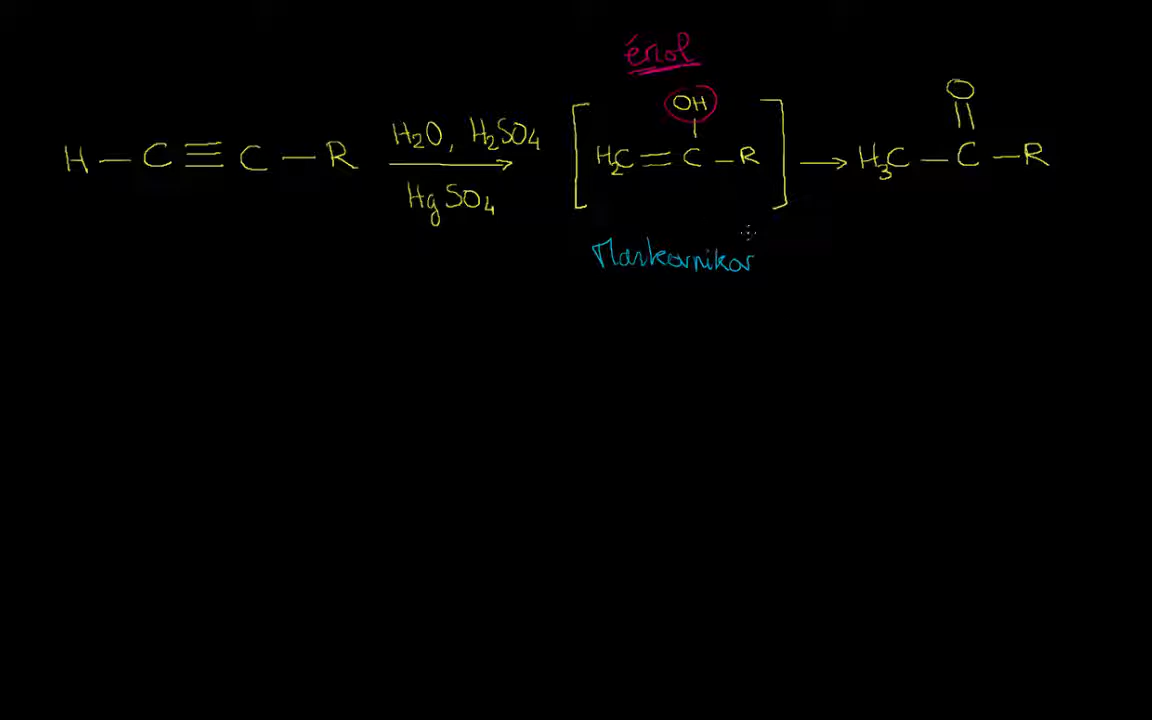 énol
H—C≡C—R H₂O, H₂SO₄ HgSO₄ [H₂C=C(OH)—R] → H₃C—C(=O)—R
Markovnikov